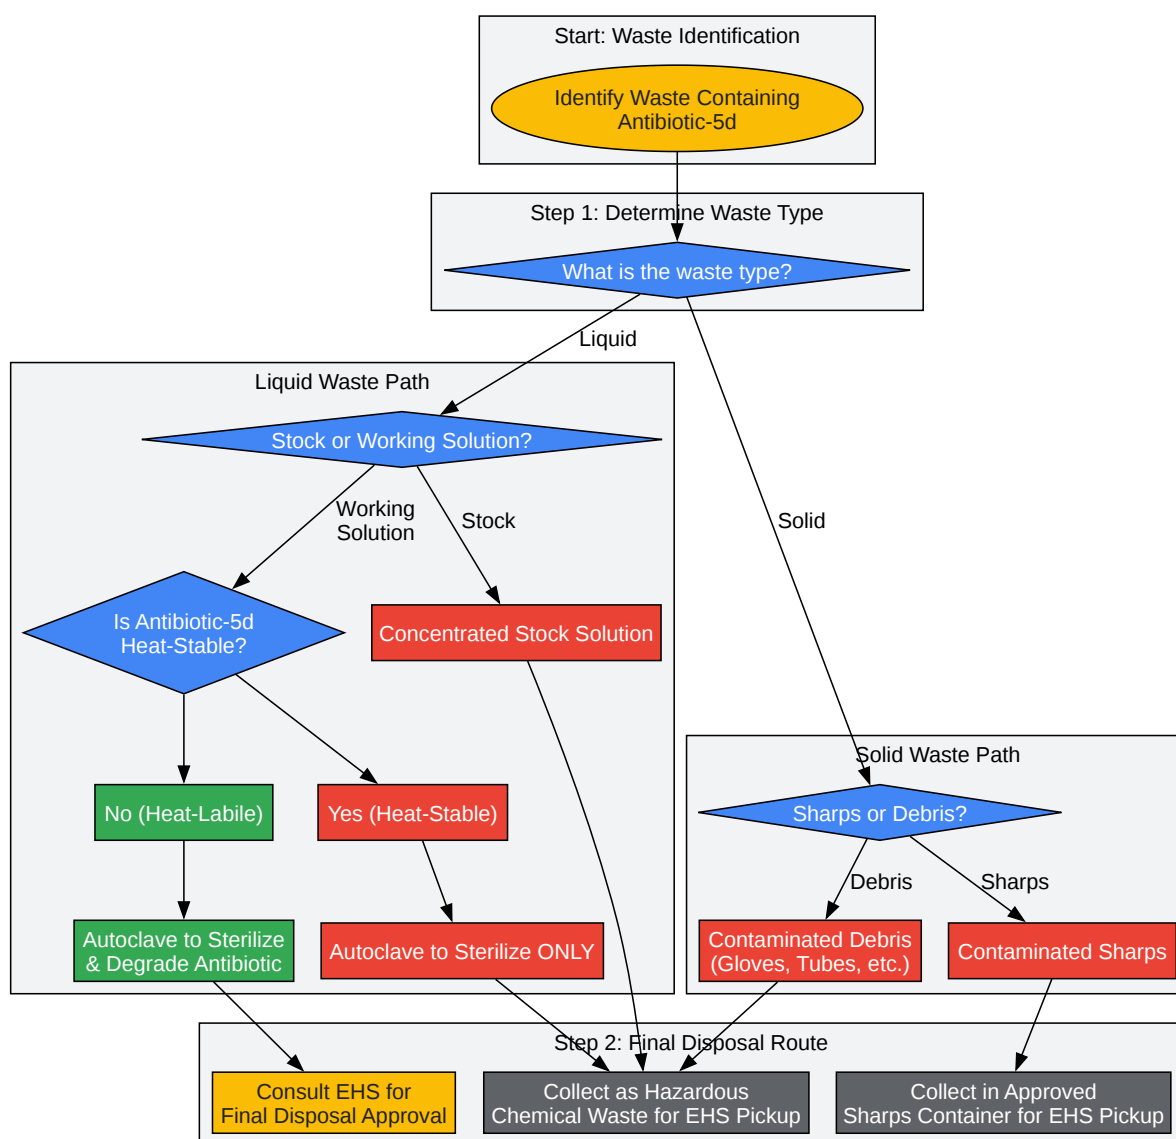 Start: Waste Identification
Identify Waste Containing
Antibiotic-5d
Step 1: Determine Waste Type
What is the waste type?
Liquid
Liquid Waste Path
Stock or Working Solution?
Working
Solution
Stock
Solid
Is Antibiotic-5d
Heat-Stable?
Concentrated Stock Solution
Solid Waste Path
No (Heat-Labile)
Yes (Heat-Stable)
Sharps or Debris?
Debris
Sharps
Autoclave to Sterilize
& Degrade Antibiotic
Autoclave to Sterilize ONLY
Contaminated Debris
(Gloves, Tubes, etc.)
Contaminated Sharps
Step 2: Final Disposal Route
Consult EHS for
Final Disposal Approval
Collect as Hazardous
Chemical Waste for EHS Pickup
Collect in Approved
Sharps Container for EHS Pickup